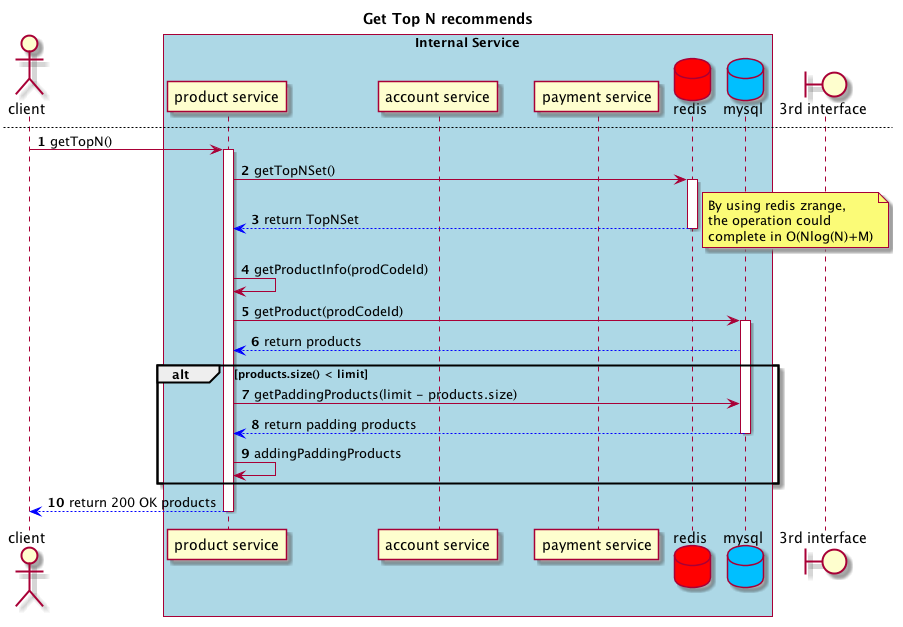 Get Top N recommends
Internal Service
client
product service
account service
payment service
redis
mysql
3rd interface
1 getTopN()
2 getTopNSet()
By using redis zrange,
the operation could
complete in O(Nlog(N)+M)
3 return TopNSet
4 getProductInfo(prodCodeId)
5 getProduct(prodCodeId)
6 return products
alt [products.size() < limit]
7 getPaddingProducts(limit - products.size)
8 return padding products
9 addingPaddingProducts
10 return 200 OK products
client
product service
account service
payment service
redis
mysql
3rd interface